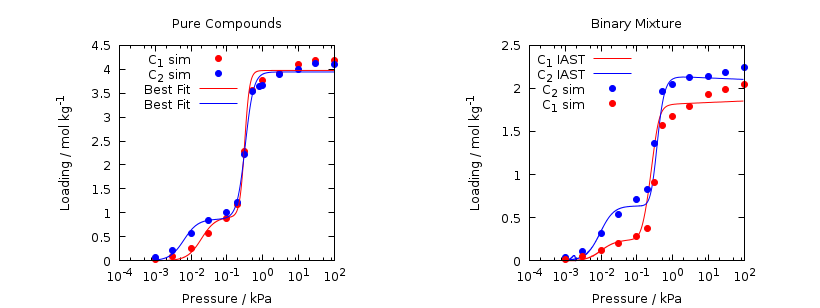 Pure Compounds
C1 sim
C2 sim
Best Fit
Best Fit
Loading / mol kg-1
4.5
4
3.5
3
2.5
2
1.5
1
0.5
0
10-4 10-3 10-2 10-1 100 101 102
Pressure / kPa
Binary Mixture
C1 IAST
C2 IAST
C2 sim
C1 sim
Loading / mol kg-1
2.5
2
1.5
1
0.5
0
10-4 10-3 10-2 10-1 100 101 102
Pressure / kPa